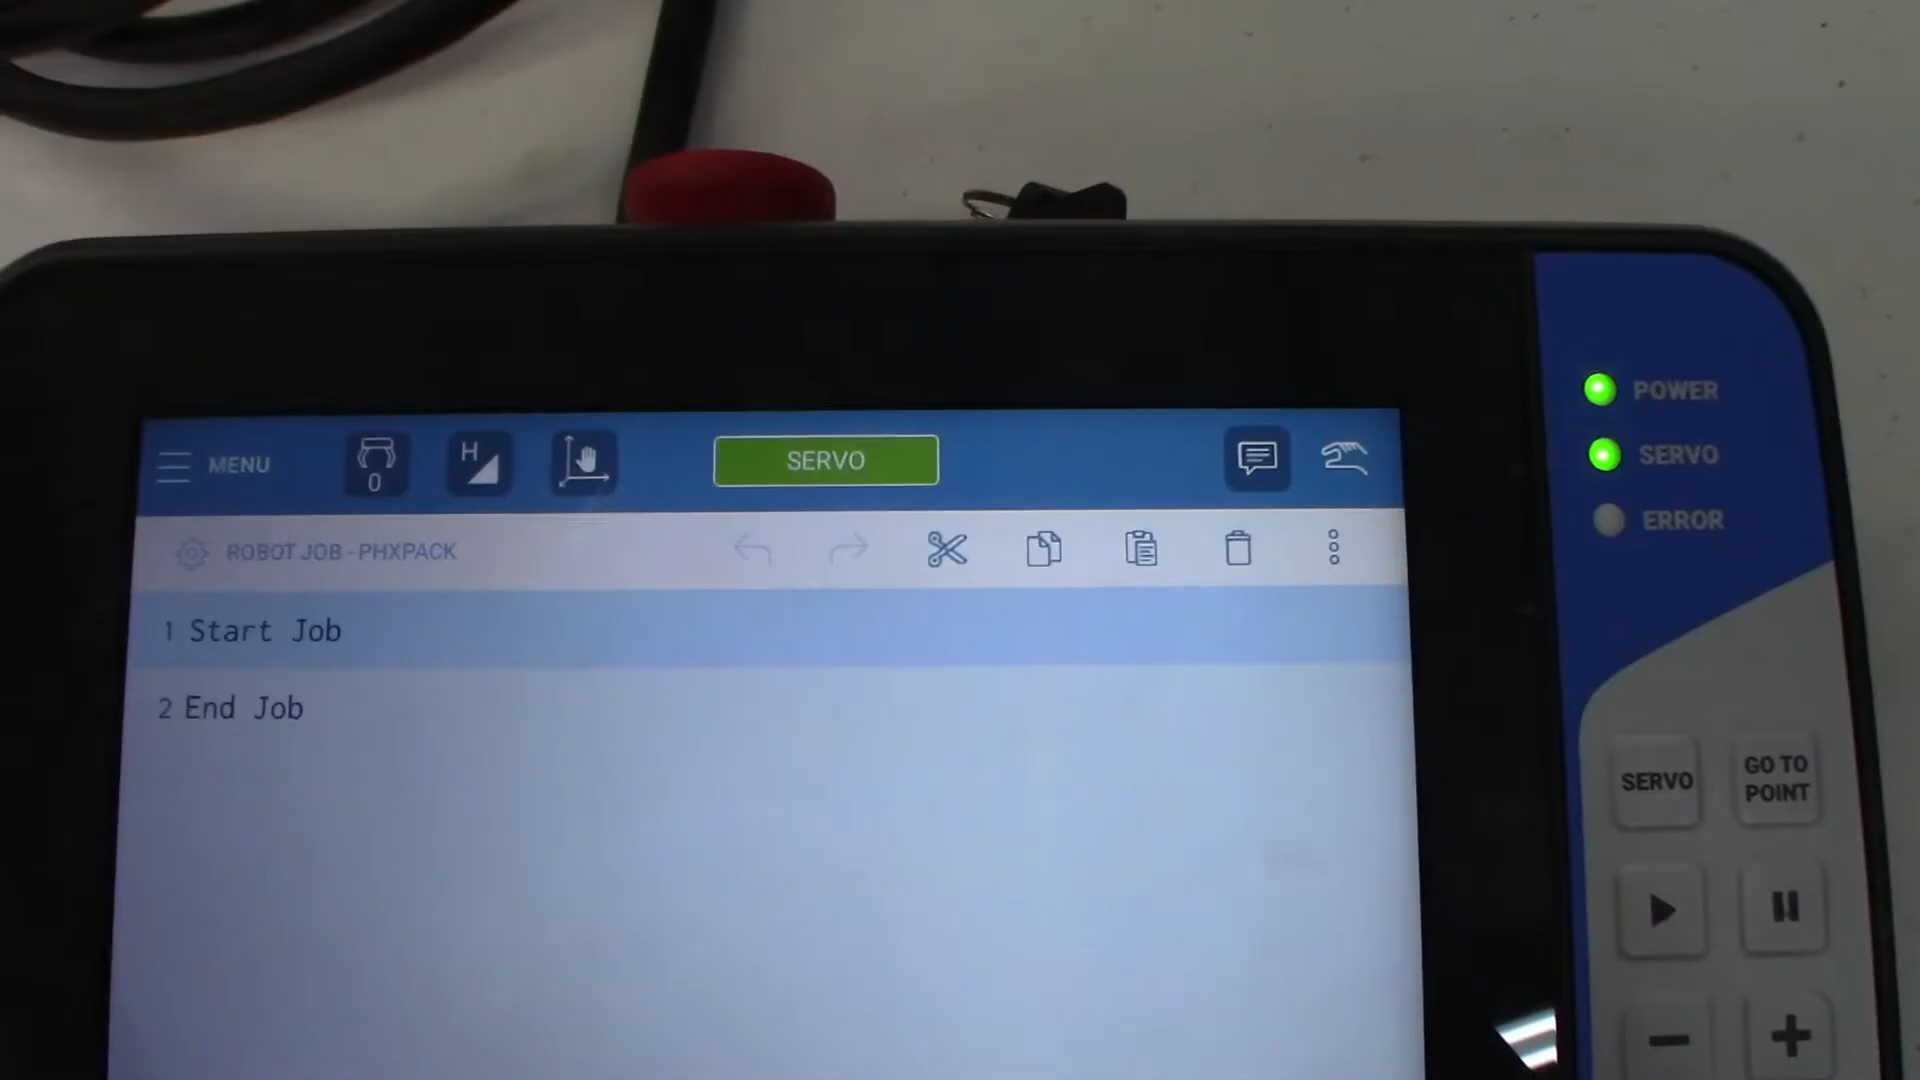 MENU
0
H
SERVO
ROBOT JOB - PHXPACK
1 Start Job
2 End Job
POWER
SERVO
ERROR
SERVO
GO TO
POINT